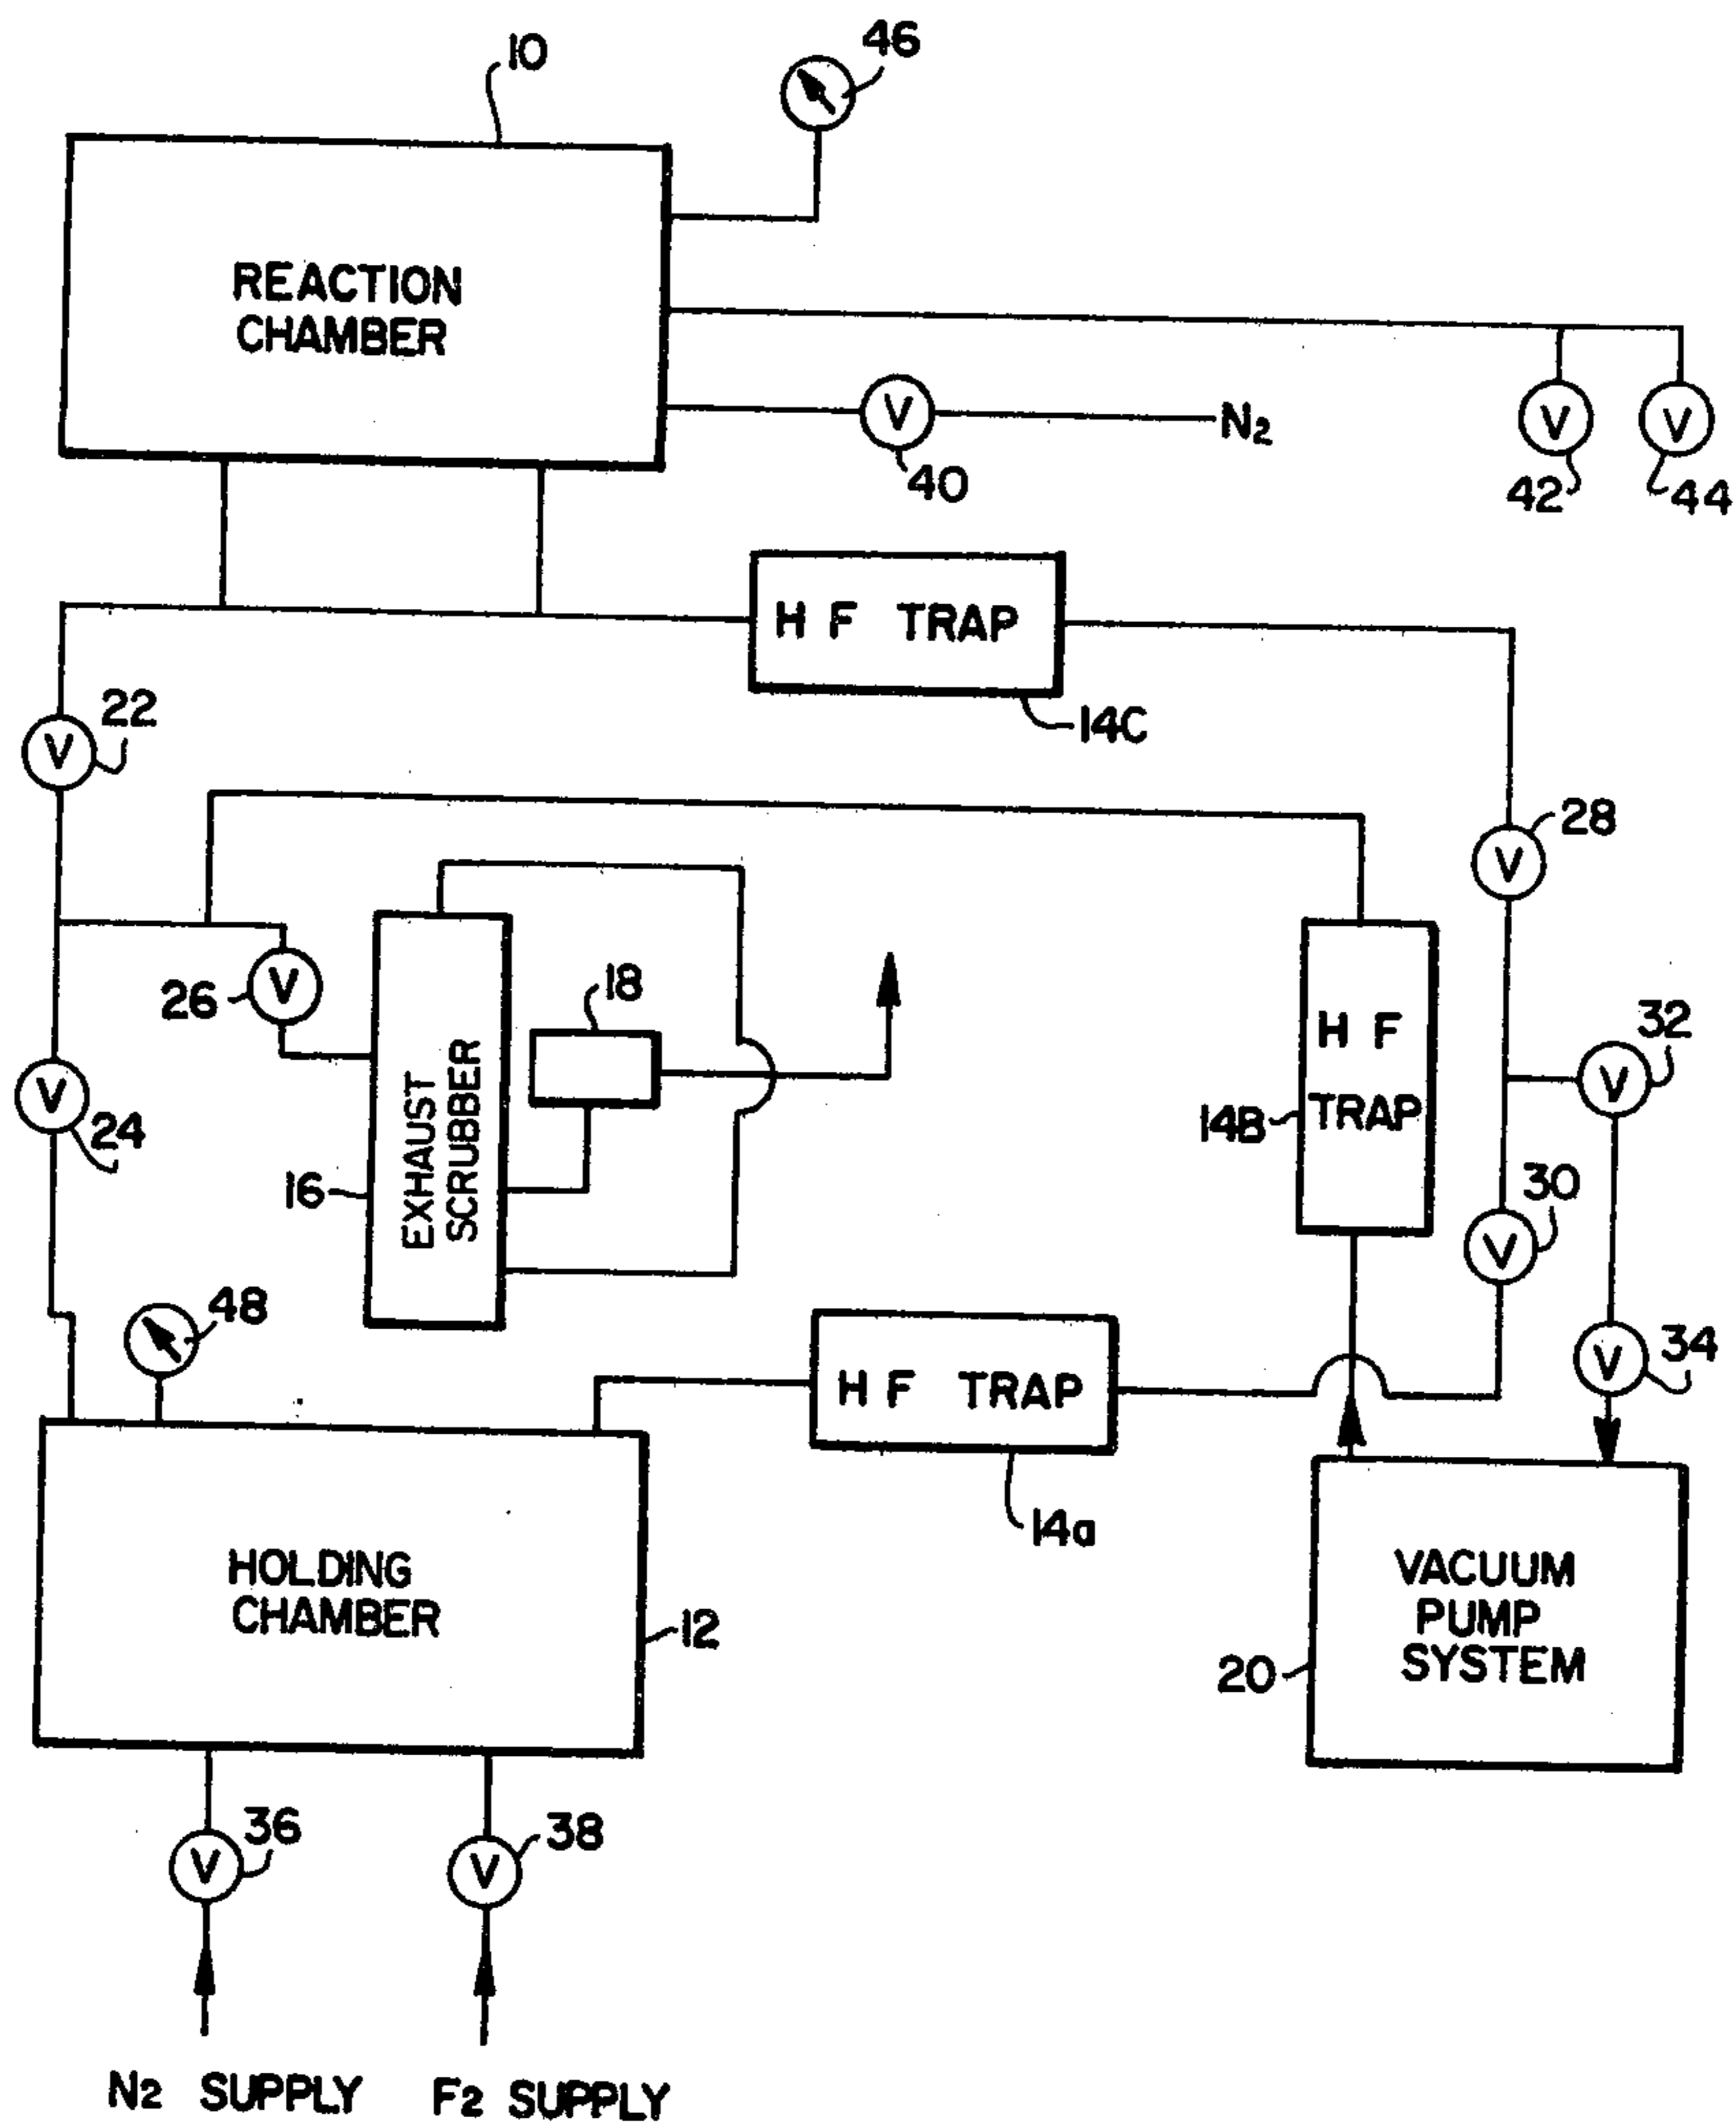 10
46
REACTION
CHAMBER
V
N2
V
V
40
42
44
H F TRAP
14C
22
V
28
V
26
V
18
32
V
H F
TRAP
14B
V
24
EXHAUST
SCRUBBER
16
30
V
48
34
V
H F TRAP
14a
HOLDING
CHAMBER
12
VACUUM
PUMP
SYSTEM
20
36
V
38
V
N2 SUPPLY
F2 SUPPLY